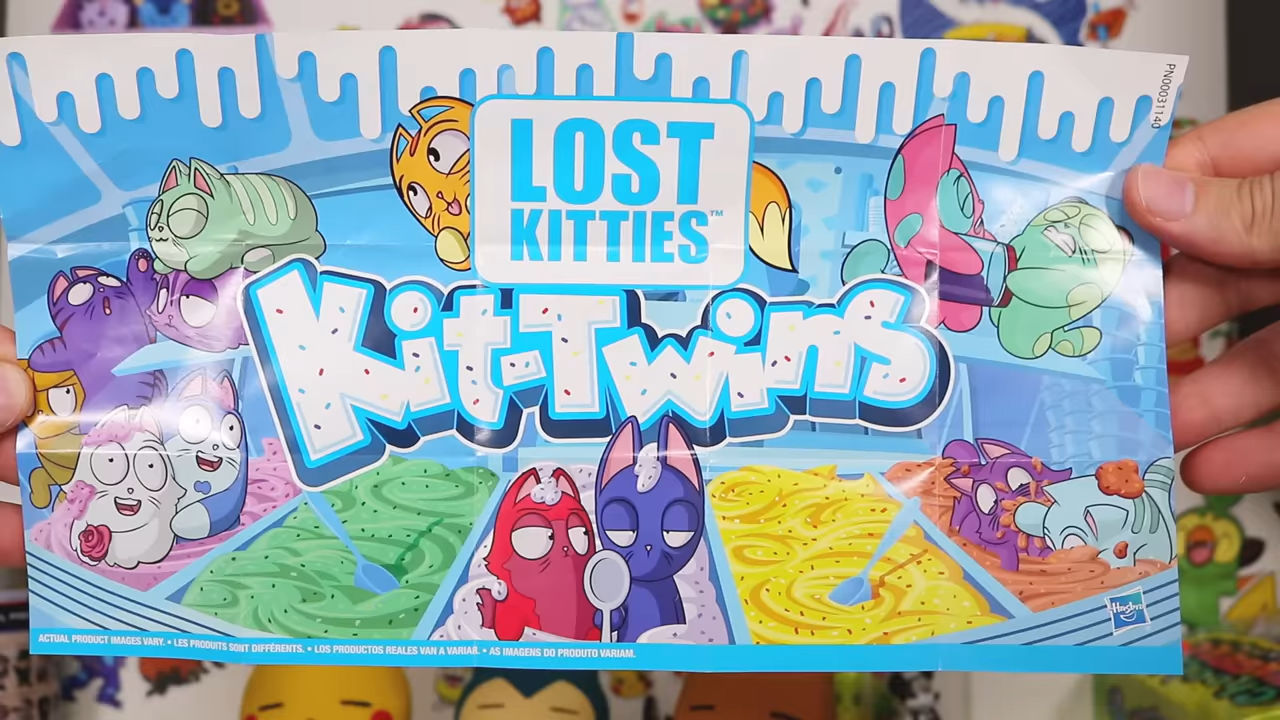 PN00031140
LOST
KITTIES™
Kit-Twins
Hasbro
ACTUAL PRODUCT IMAGES VARY. • LES PRODUITS SONT DIFFÉRENTS. • LOS PRODUCTOS REALES VAN A VARIAR. • AS IMAGENS DO PRODUTO VARIAM.